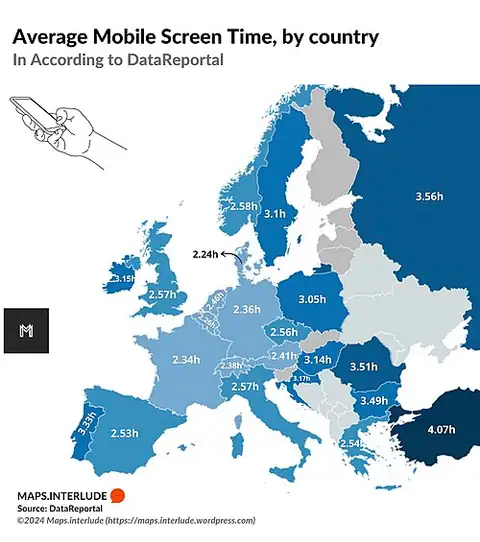 Average Mobile Screen Time, by country
In According to DataReportal
3.56h
2.58h
3.1h
2.24h
3.15h
2.57h
2.46h
2.26h
2.36h
3.05h
2.56h
2.34h
2.38h
2.41h
3.14h
3.51h
2.57h
3.17h
3.49h
3.33h
2.53h
2.54h
4.07h
M
MAPS.INTERLUDE
Source: DataReportal
©2024 Maps.interlude (https://maps.interlude.wordpress.com)